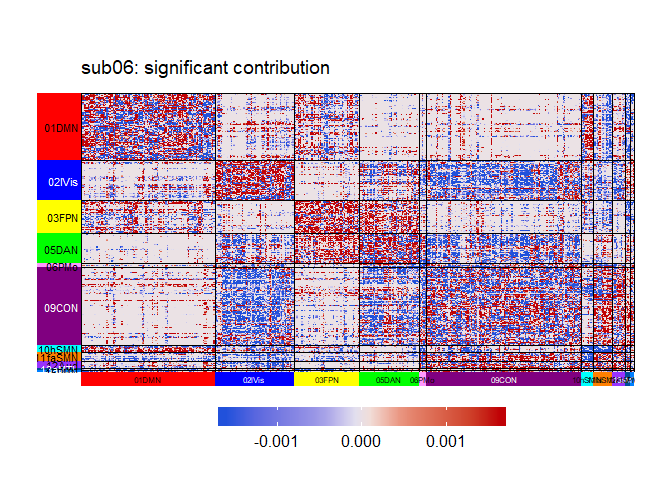 sub06: significant contribution
01DMN
02lVis
03FPN
05DAN
09CON
01DMN 02lVis 03FPN 05DAN 06PMo 09CON
-0.001 0.000 0.001